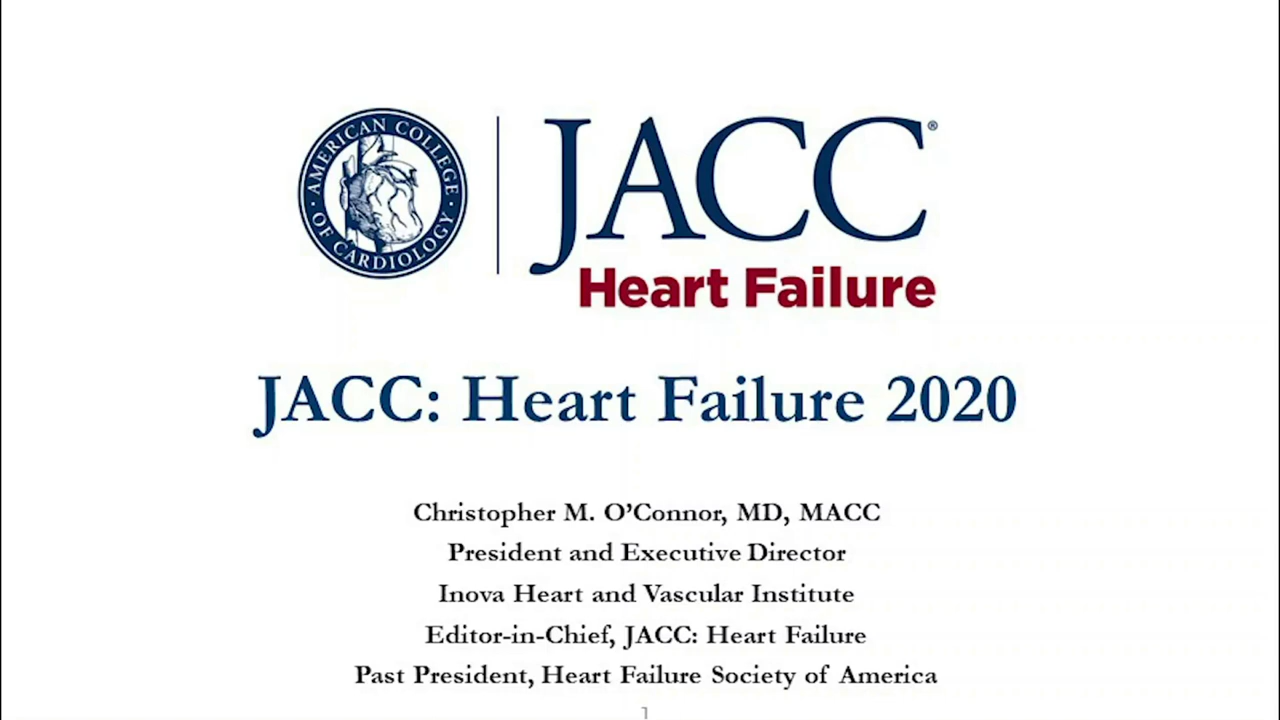 AMERICAN COLLEGE
OF CARDIOLOGY
JACC®
Heart Failure
JACC: Heart Failure 2020
Christopher M. O’Connor, MD, MACC
President and Executive Director
Inova Heart and Vascular Institute
Editor-in-Chief, JACC: Heart Failure
Past President, Heart Failure Society of America
1